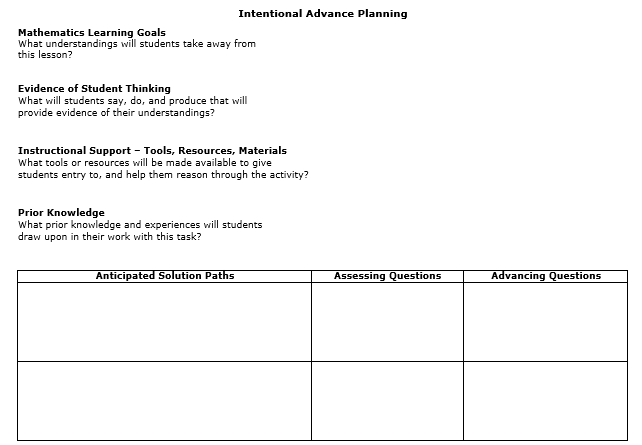 Intentional Advance Planning
Mathematics Learning Goals
What understandings will students take away from
this lesson?
Evidence of Student Thinking
What will students say, do, and produce that will
provide evidence of their understandings?
Instructional Support – Tools, Resources, Materials
What tools or resources will be made available to give
students entry to, and help them reason through the activity?
Prior Knowledge
What prior knowledge and experiences will students
draw upon in their work with this task?
Anticipated Solution Paths
Assessing Questions
Advancing Questions